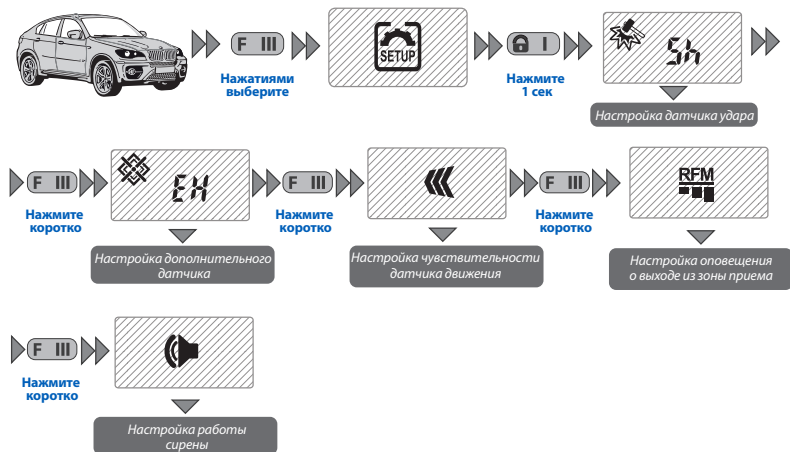 F III
SETUP
I
Sh
Нажатиями
выберите
Нажмите
1 сек
Настройка датчика удара
F III
EH
F III
F III
RFM
Нажмите
коротко
Нажмите
коротко
Нажмите
коротко
Настройка дополнительного
датчика
Настройка чувствительности
датчика движения
Настройка оповещения
о выходе из зоны приема
F III
Нажмите
коротко
Настройка работы
сирены